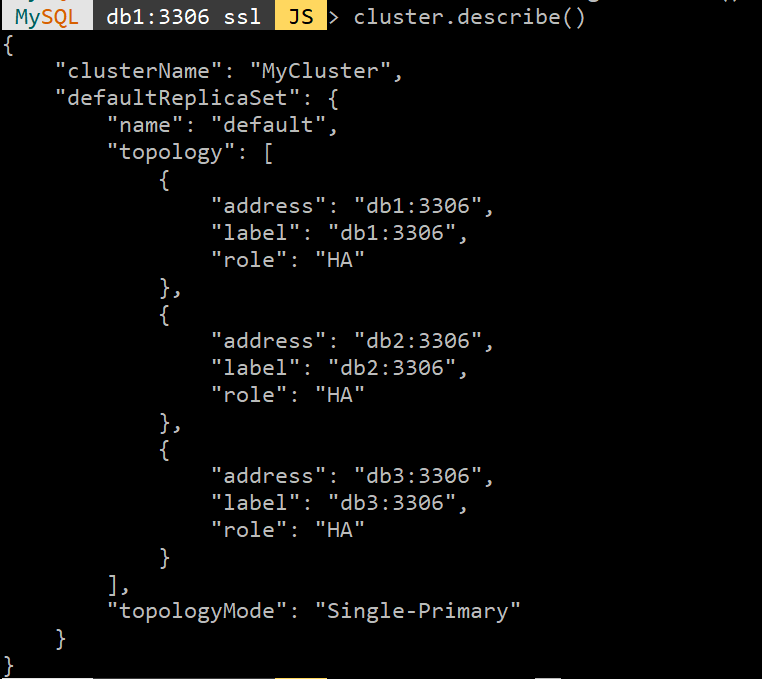 MySQL db1:3306 ssl JS> cluster.describe()
{
    "clusterName": "MyCluster",
    "defaultReplicaSet": {
        "name": "default",
        "topology": [
            {
                "address": "db1:3306",
                "label": "db1:3306",
                "role": "HA"
            },
            {
                "address": "db2:3306",
                "label": "db2:3306",
                "role": "HA"
            },
            {
                "address": "db3:3306",
                "label": "db3:3306",
                "role": "HA"
            }
        ],
        "topologyMode": "Single-Primary"
    }
}